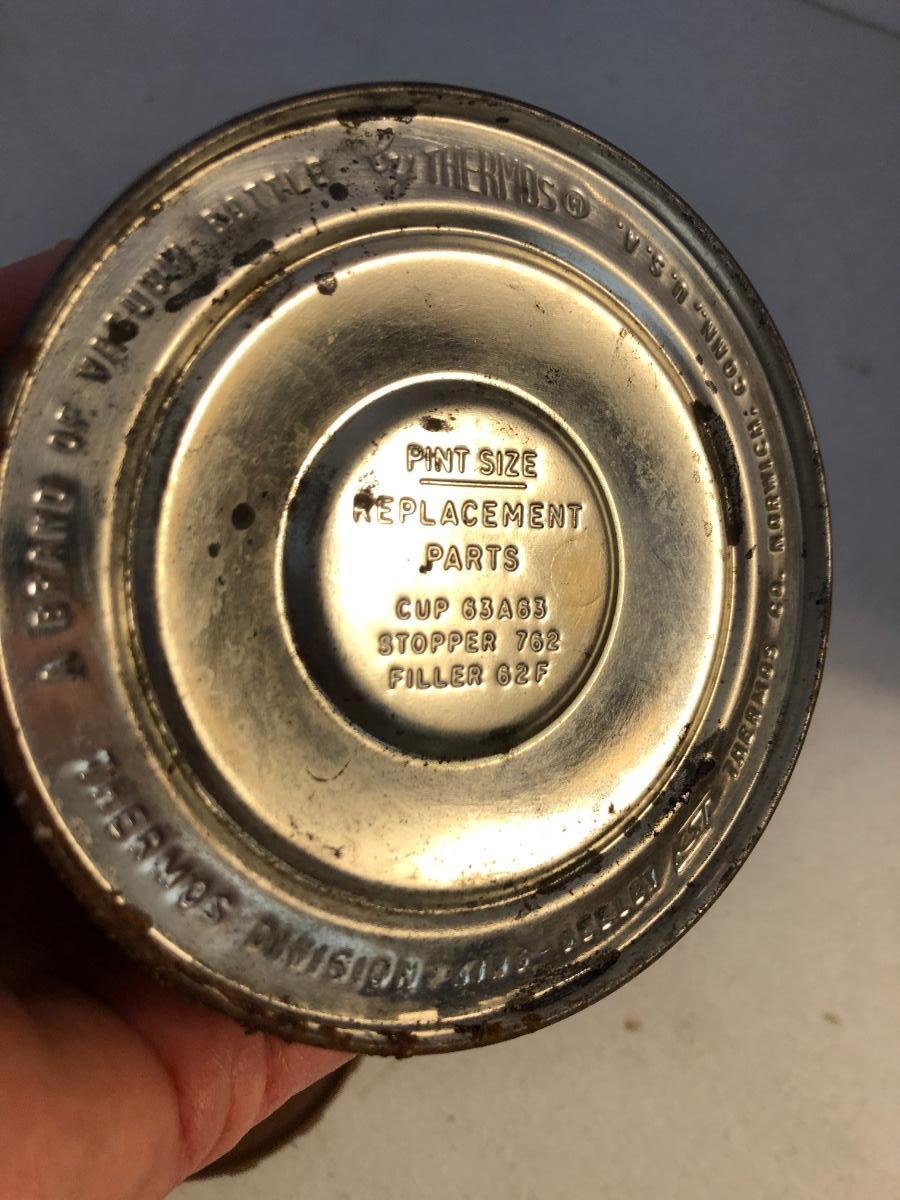 PINT SIZE
REPLACEMENT
PARTS
CUP 63A63
STOPPER 762
FILLER 62F
THERMOS®
A BRAND OF VACUUM BOTTLE
THERMOS DIVISION
THERMOS CO. NORWICH, CONN., U.S.A.